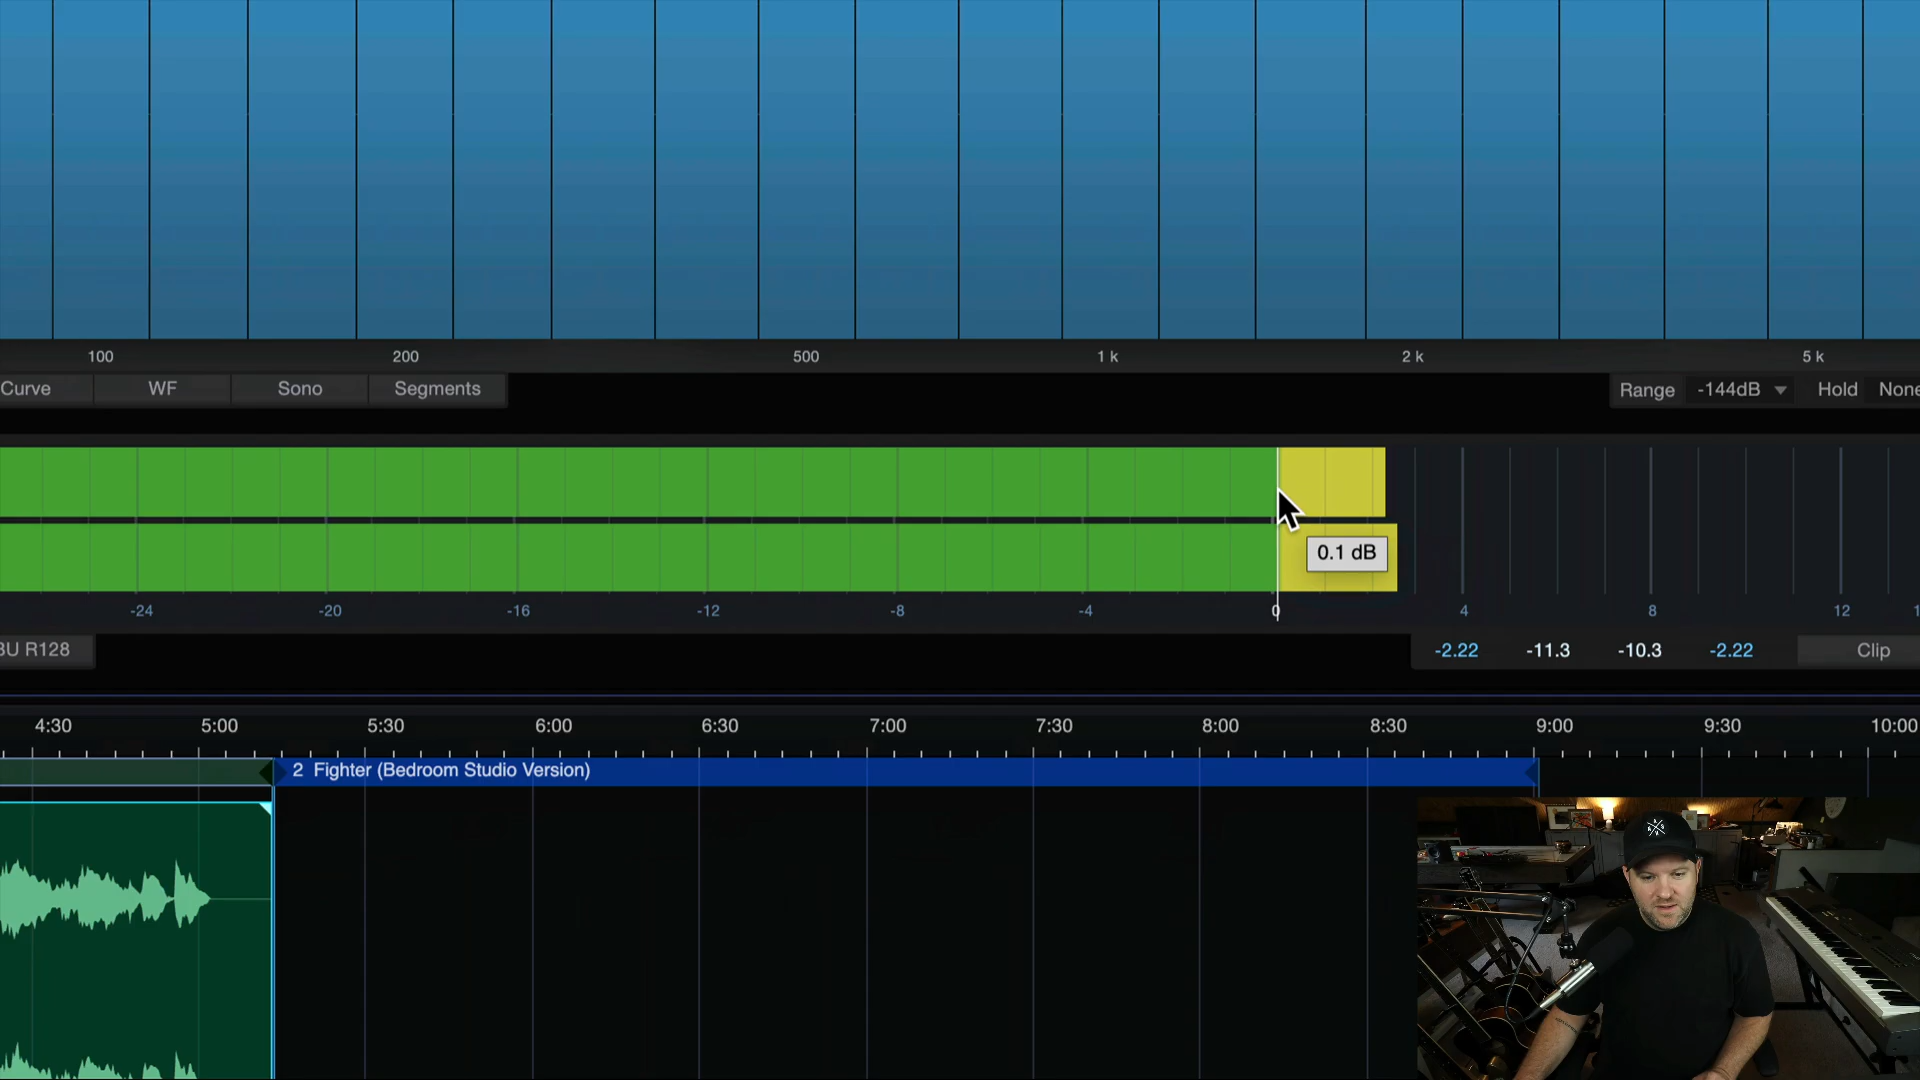 100 200 500 1 k 2 k 5 k
Curve WF Sono Segments Range -144dB Hold None
0.1 dB
-24 -20 -16 -12 -8 -4 0 4 8 12
BU R128 -2.22 -11.3 -10.3 -2.22 Clip
4:30 5:00 5:30 6:00 6:30 7:00 7:30 8:00 8:30 9:00 9:30 10:00
2 Fighter (Bedroom Studio Version)